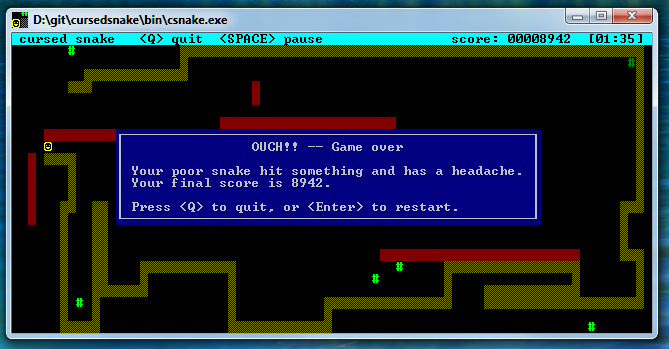 D:\git\cursedsnake\bin\csnake.exe
cursed snake <Q> quit <SPACE> pause score: 00008942 [01:35]
OUCH!! -- Game over
Your poor snake hit something and has a headache.
Your final score is 8942.
Press <Q> to quit, or <Enter> to restart.